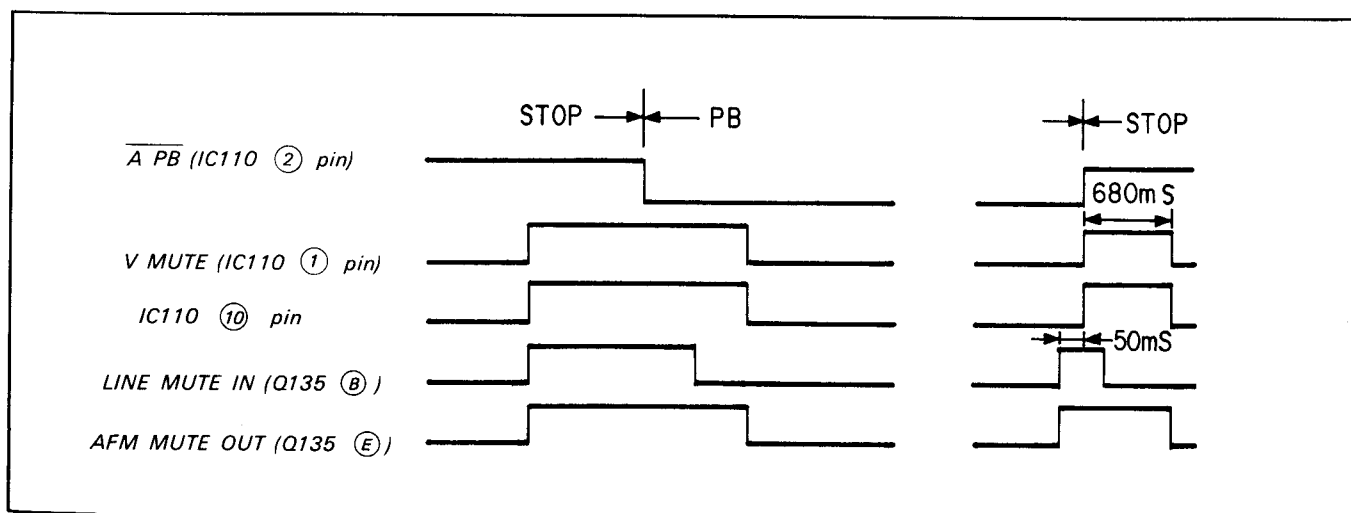 STOP PB STOP
A PB (IC110 ② pin)
680mS
V MUTE (IC110 ① pin)
IC110 ⑩ pin
50mS
LINE MUTE IN (Q135 Ⓑ)
AFM MUTE OUT (Q135 Ⓔ)